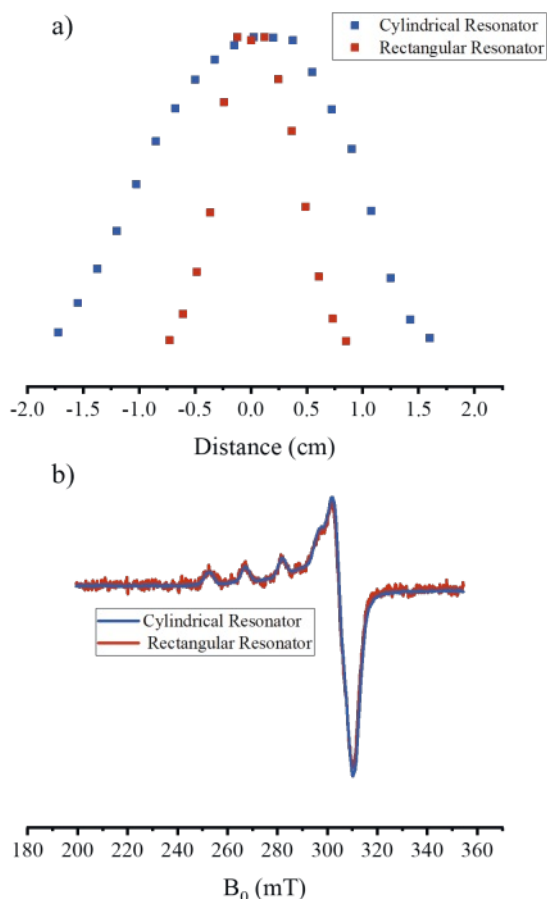 a)
Cylindrical Resonator
Rectangular Resonator
-2.0 -1.5 -1.0 -0.5 0.0 0.5 1.0 1.5 2.0
Distance (cm)
b)
Cylindrical Resonator
Rectangular Resonator
180 200 220 240 260 280 300 320 340 360
B₀ (mT)